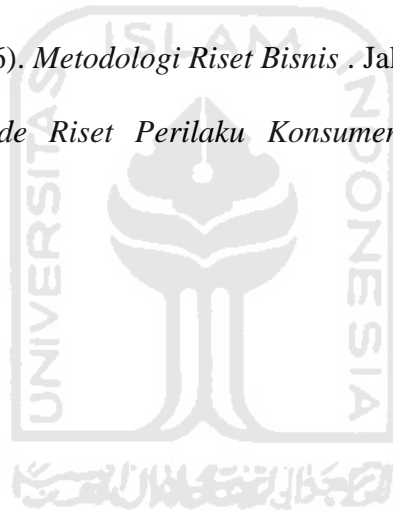 6). Metodologi Riset Bisnis . Jal
de Riset Perilaku Konsumen
ISLAM
UNIVERSITAS
INDONESIA